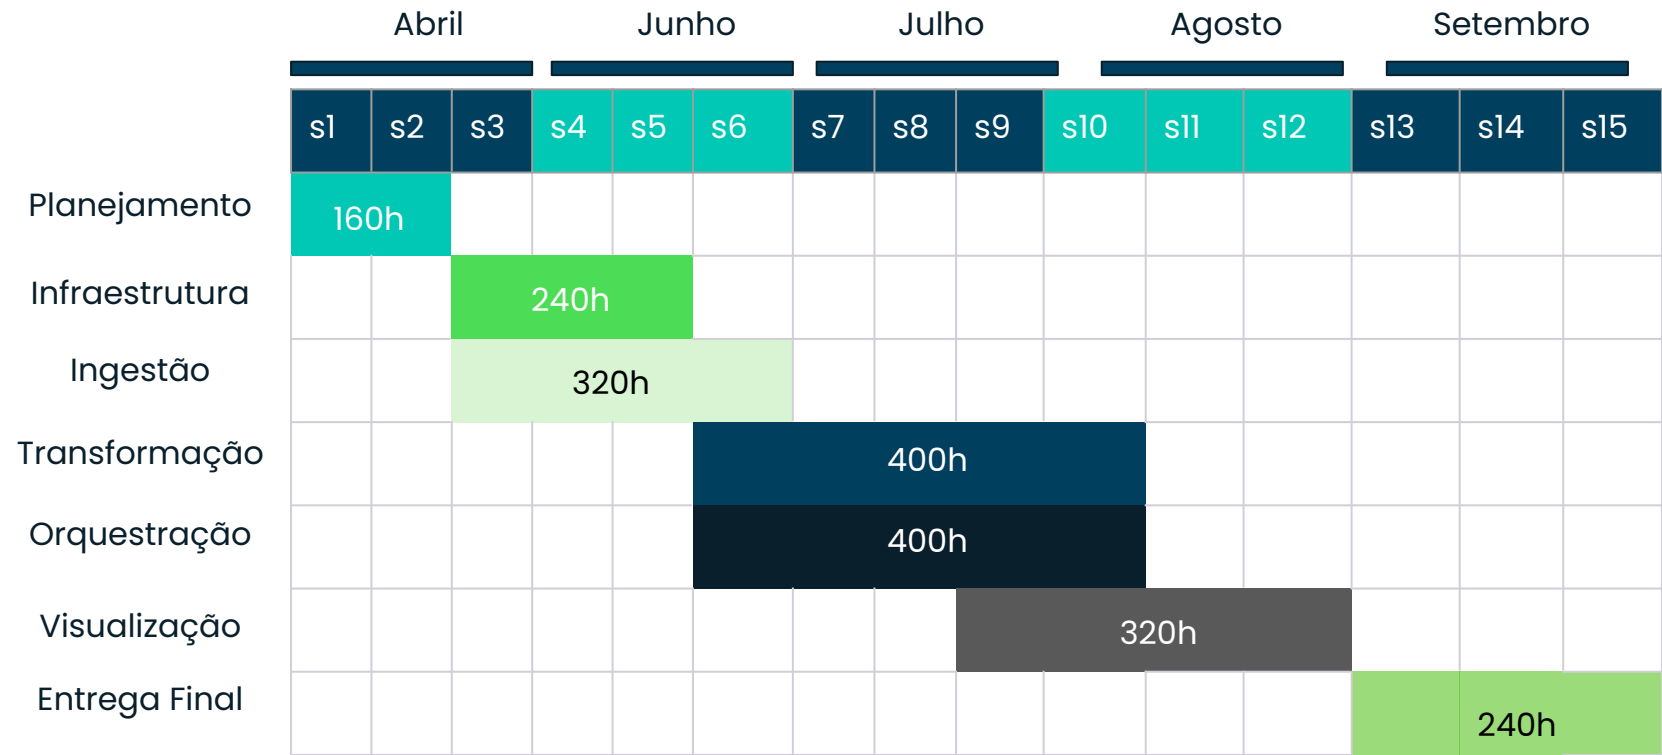 Abril Junho Julho Agosto Setembro
s1 s2 s3 s4 s5 s6 s7 s8 s9 s10 s11 s12 s13 s14 s15
Planejamento 160h
Infraestrutura 240h
Ingestão 320h
Transformação 400h
Orquestração 400h
Visualização 320h
Entrega Final 240h